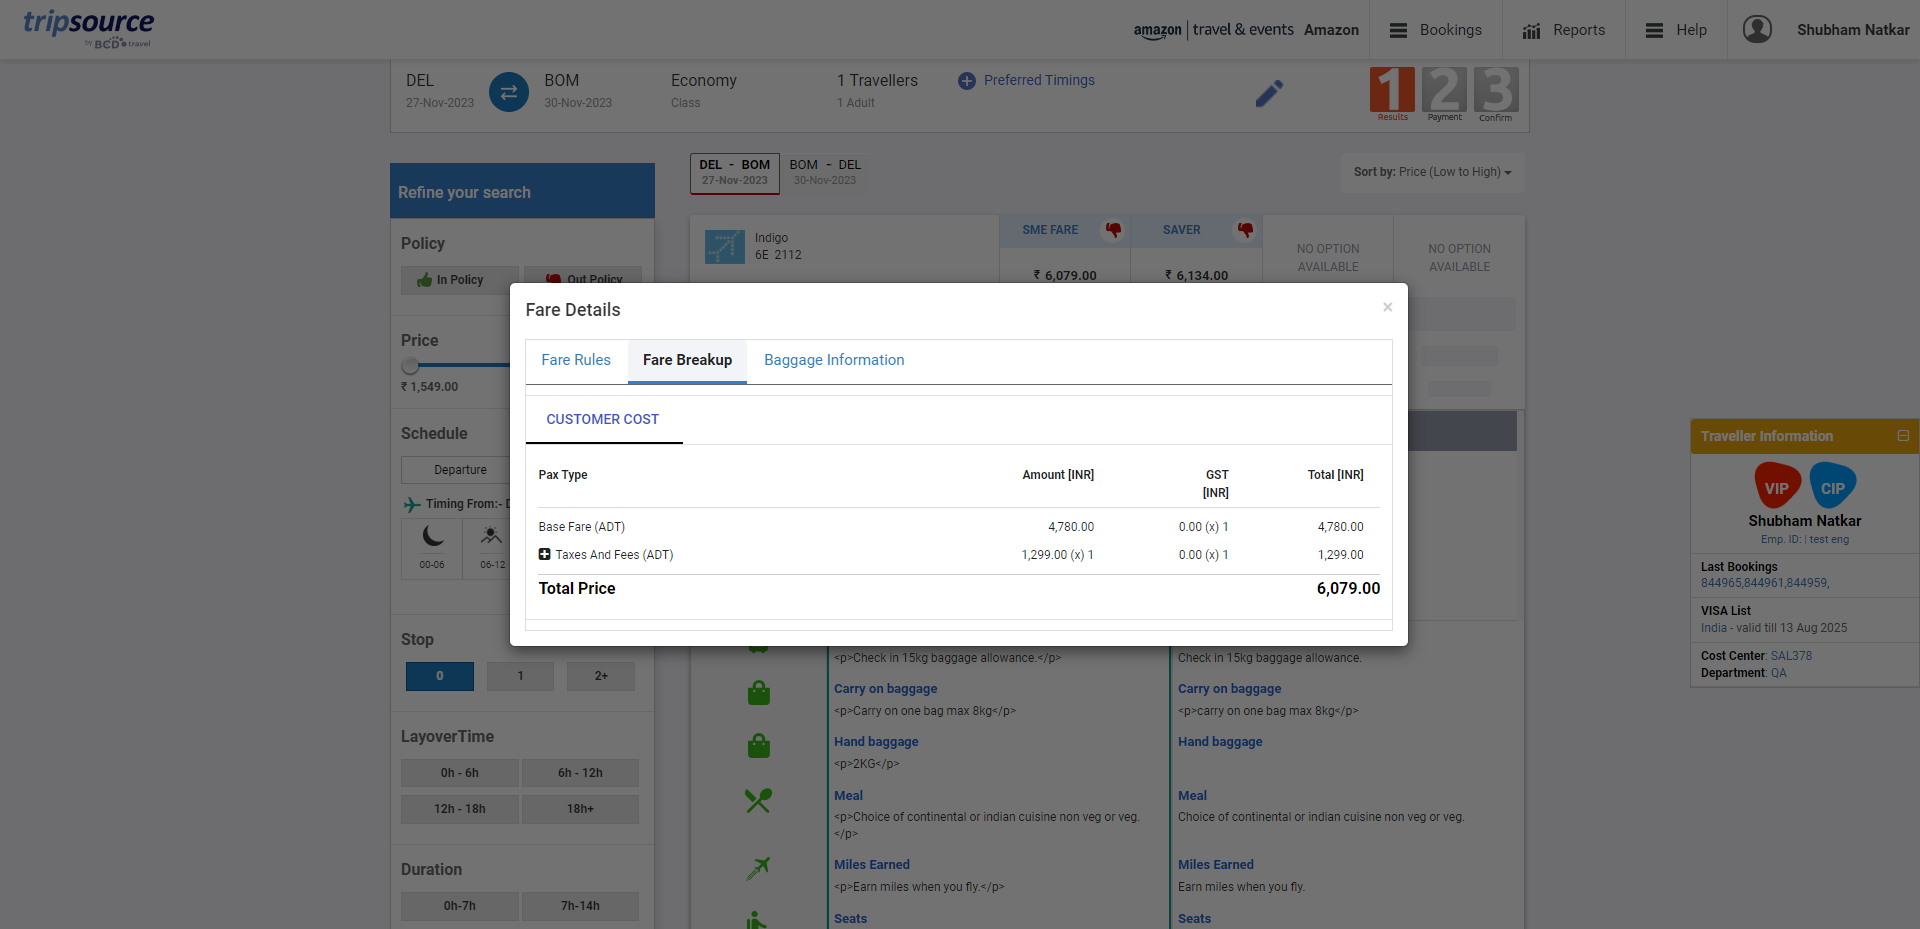 tripsource
by BCD travel
amazon travel & events Amazon
Bookings
Reports
Help
Shubham Natkar
DEL
27-Nov-2023
BOM
30-Nov-2023
Economy
Class
1 Travellers
1 Adult
Preferred Timings
1 2 3
Results Payment Confirm
Refine your search
Policy
In Policy
Out Policy
Price
₹ 1,549.00
Schedule
Departure
Timing From:- D
00-06
06-12
Stop
0
1
2+
LayoverTime
0h - 6h
6h - 12h
12h - 18h
18h+
Duration
0h-7h
7h-14h
DEL - BOM
27-Nov-2023
BOM - DEL
30-Nov-2023
Sort by: Price (Low to High)
Indigo
6E 2112
SME FARE
₹ 6,079.00
SAVER
₹ 6,134.00
NO OPTION
AVAILABLE
NO OPTION
AVAILABLE
Fare Details
×
Fare Rules
Fare Breakup
Baggage Information
CUSTOMER COST
Pax Type Amount [INR] GST
[INR] Total [INR]
Base Fare (ADT) 4,780.00 0.00 (x) 1 4,780.00
Taxes And Fees (ADT) 1,299.00 (x) 1 0.00 (x) 1 1,299.00
Total Price 6,079.00
<p>Check in 15kg baggage allowance.</p>
Check in 15kg baggage allowance.
Carry on baggage
<p>Carry on one bag max 8kg</p>
Carry on baggage
<p>carry on one bag max 8kg</p>
Hand baggage
<p>2KG</p>
Hand baggage
Meal
<p>Choice of continental or indian cuisine non veg or veg.
</p>
Meal
Choice of continental or indian cuisine non veg or veg.
Miles Earned
<p>Earn miles when you fly.</p>
Miles Earned
Earn miles when you fly.
Seats
Seats
Traveller Information
VIP
CIP
Shubham Natkar
Emp. ID: | test eng
Last Bookings
844965,844961,844959,
VISA List
India - valid till 13 Aug 2025
Cost Center: SAL378
Department: QA